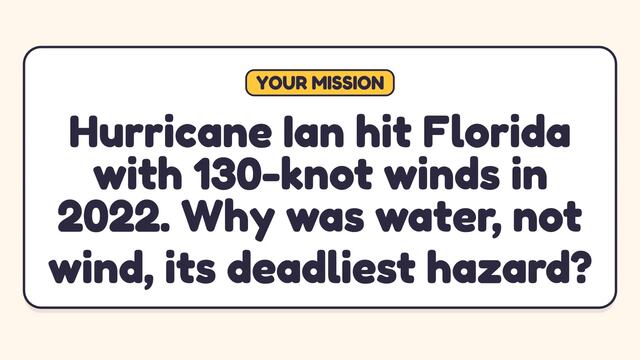 YOUR MISSION
Hurricane Ian hit Florida
with 130-knot winds in
2022. Why was water, not
wind, its deadliest hazard?